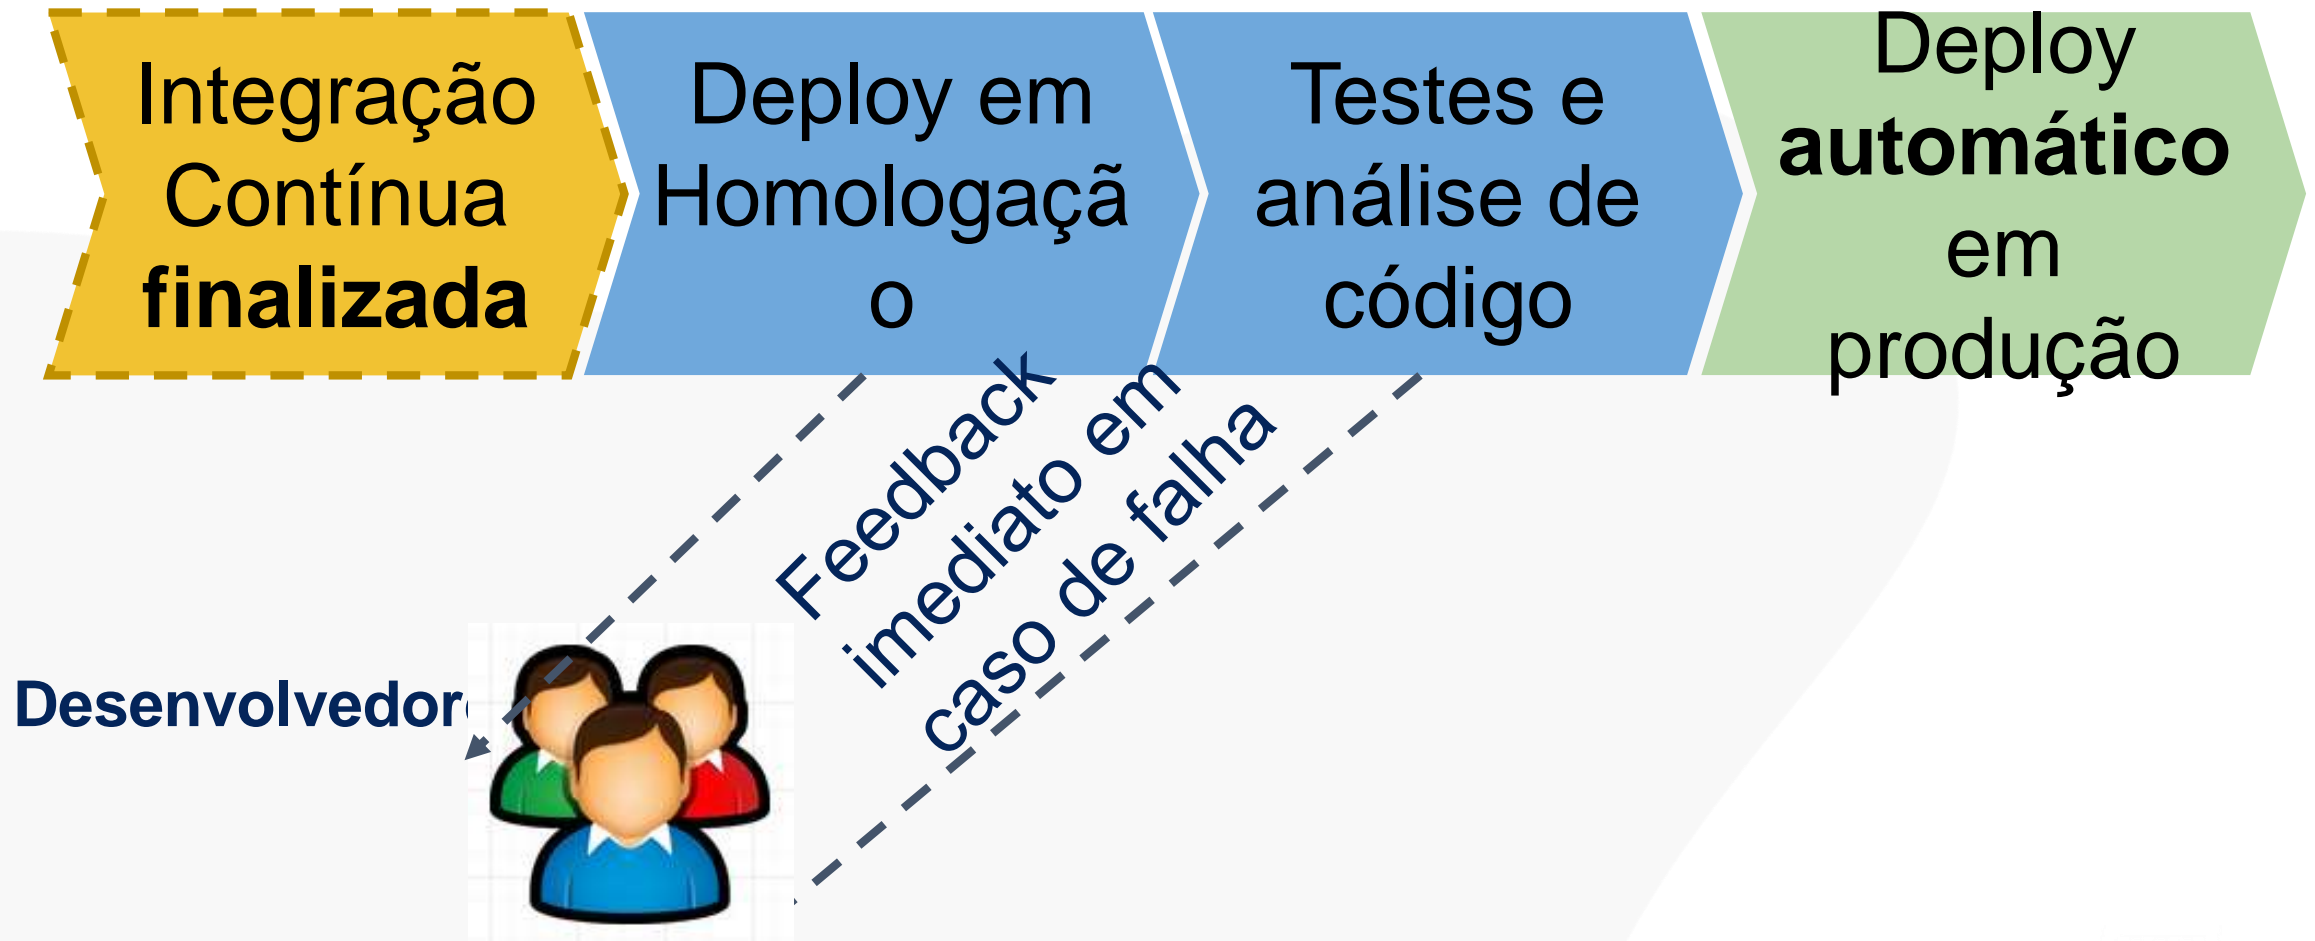 Integração
Contínua
finalizada
Deploy em
Homologaçã
o
Testes e
análise de
código
Deploy
automático
em
produção
Feedback
imediato em
caso de falha
Desenvolvedor